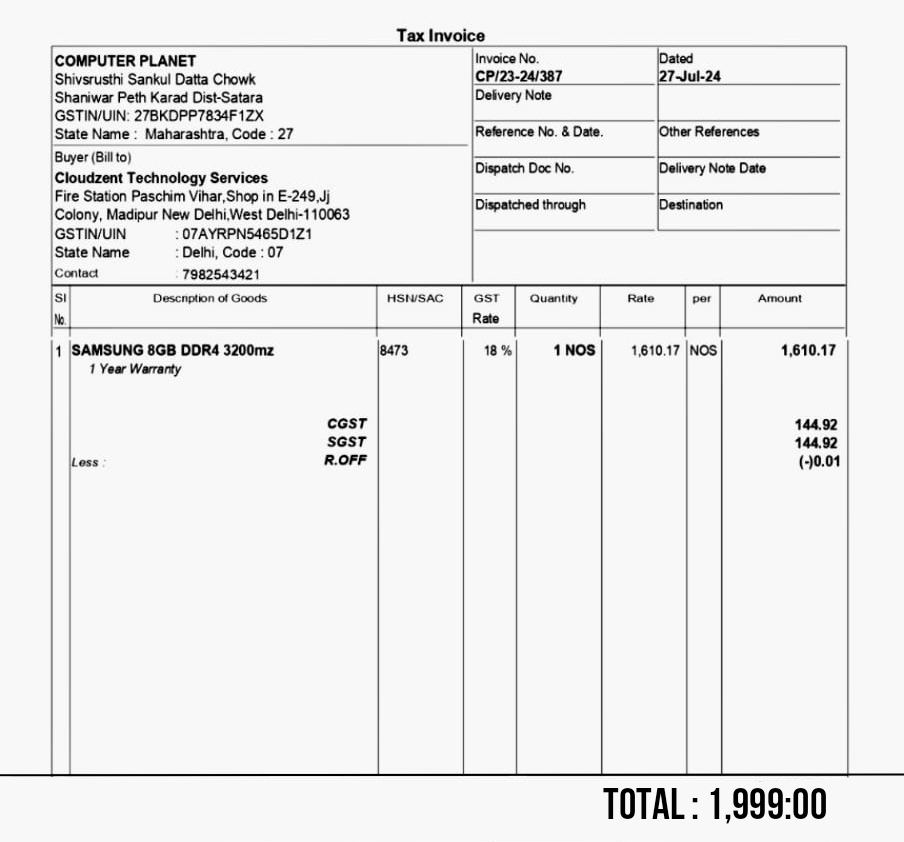 Tax Invoice
COMPUTER PLANET
Shivsrusthi Sankul Datta Chowk
Shaniwar Peth Karad Dist-Satara
GSTIN/UIN: 27BKDPP7834F1ZX
State Name : Maharashtra, Code : 27
Invoice No. Dated
CP/23-24/387 27-Jul-24
Delivery Note
Reference No. & Date. Other References
Dispatch Doc No. Delivery Note Date
Dispatched through Destination
Buyer (Bill to)
Cloudzent Technology Services
Fire Station Paschim Vihar,Shop in E-249,Jj
Colony, Madipur New Delhi,West Delhi-110063
GSTIN/UIN : 07AYRPN5465D1Z1
State Name : Delhi, Code : 07
Contact : 7982543421
Sl No. Description of Goods HSN/SAC GST Rate Quantity Rate per Amount
1 SAMSUNG 8GB DDR4 3200mz 8473 18 % 1 NOS 1,610.17 NOS 1,610.17
1 Year Warranty
CGST 144.92
SGST 144.92
Less : R.OFF (-)0.01
TOTAL : 1,999:00